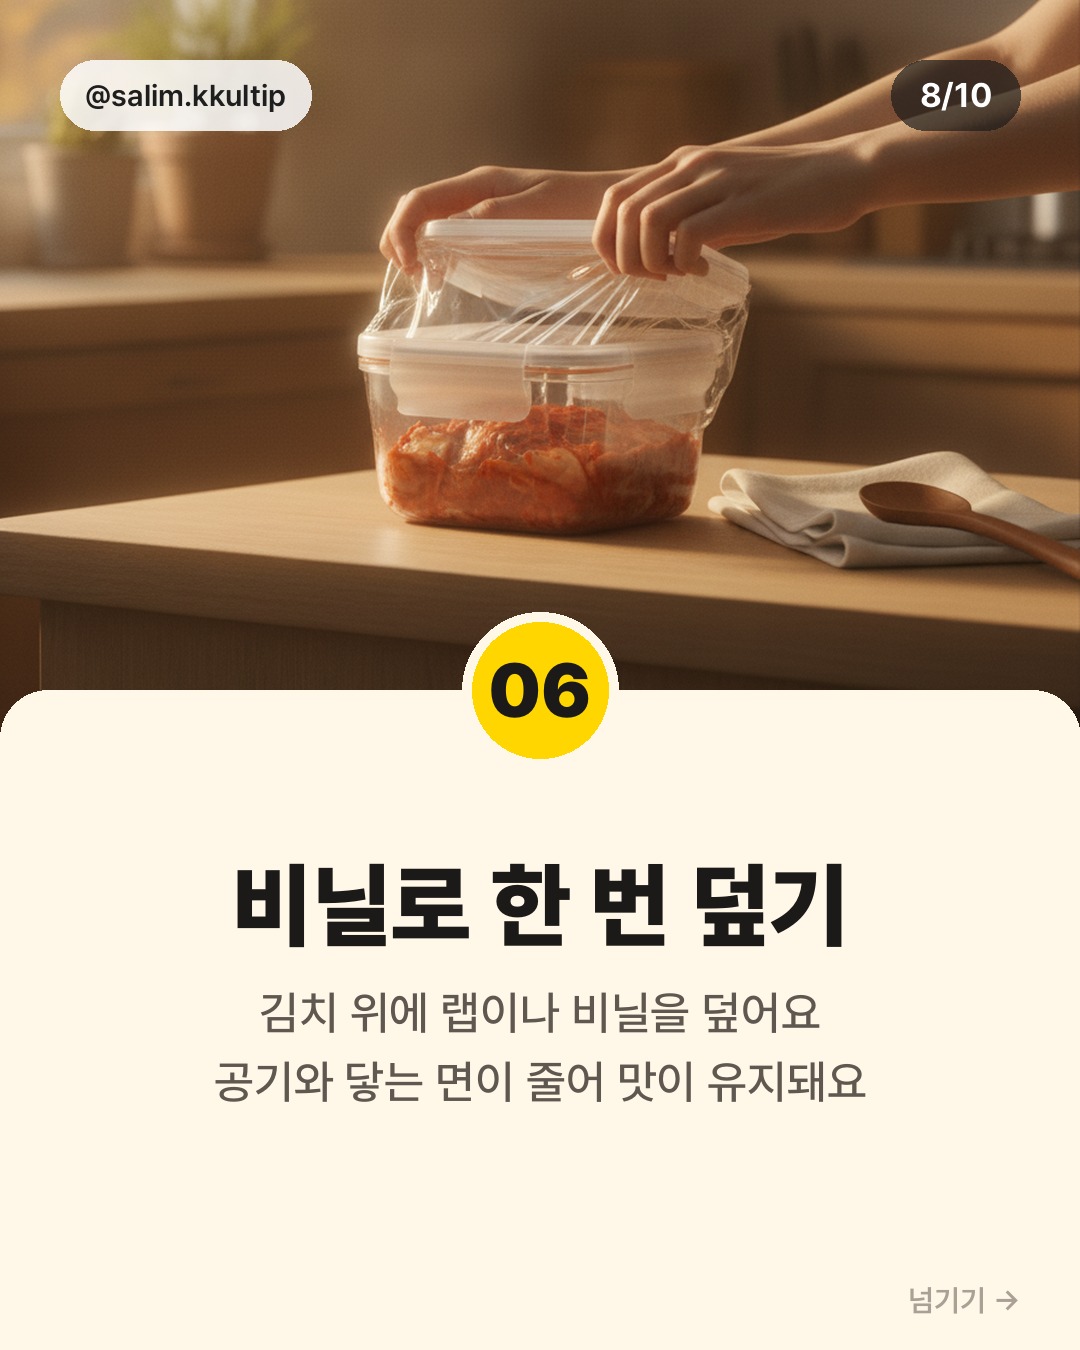 @salim.kkultip
8/10
06
비닐로 한 번 덮기
김치 위에 랩이나 비닐을 덮어요
공기와 닿는 면이 줄어 맛이 유지돼요
넘기기 →